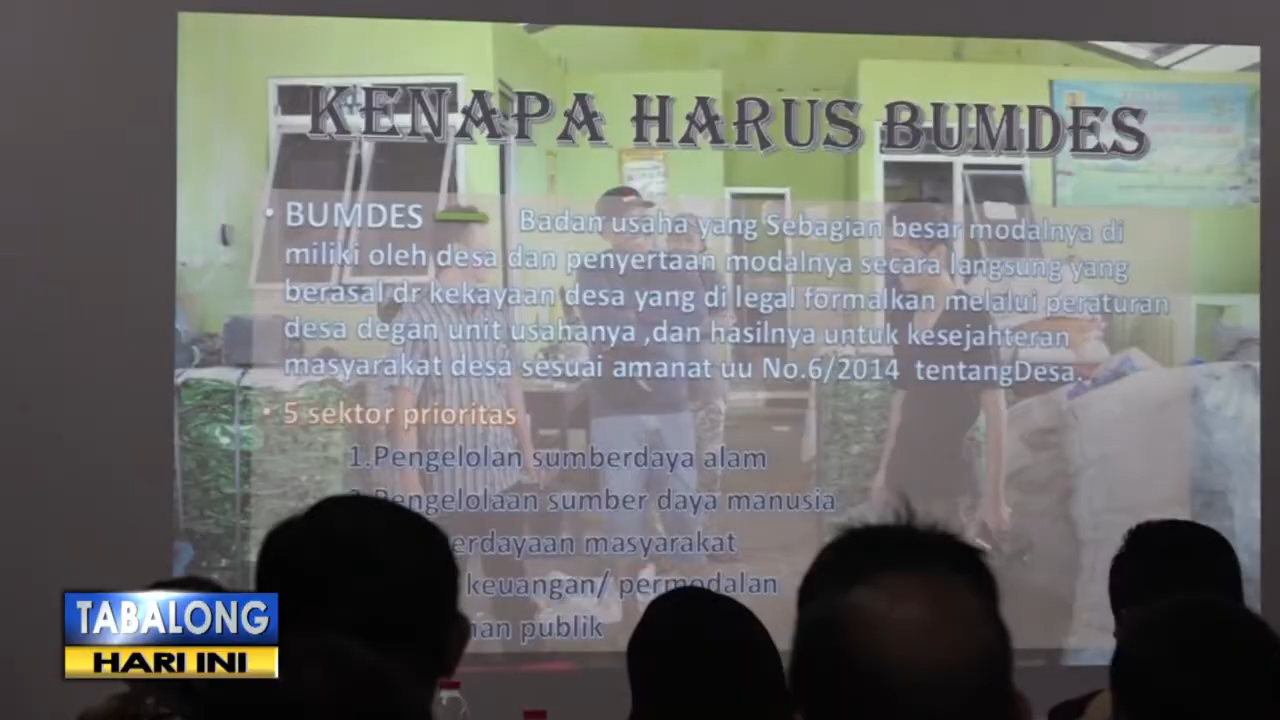 KENAPA HARUS BUMDES
• BUMDES Badan usaha yang Sebagian besar modalnya di
miliki oleh desa dan penyertaan modalnya secara langsung yang
berasal dr kekayaan desa yang di legal formalkan melalui peraturan
desa degan unit usahanya ,dan hasilnya untuk kesejahteran
masyarakat desa sesuai amanat uu No.6/2014 tentangDesa.
• 5 sektor prioritas
1.Pengelolan sumberdaya alam
Pengelolaan sumber daya manusia
erdayaan masyarakat
keuangan/ permodalan
publik
TABALONG
HARI INI